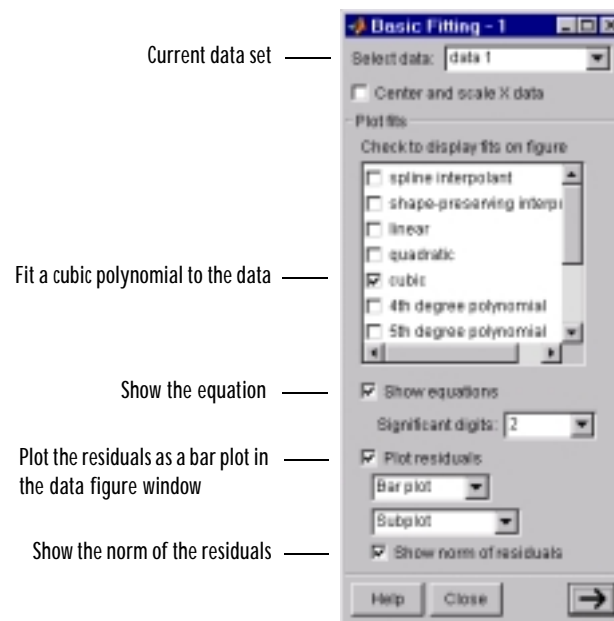 Basic Fitting - 1
Current data set
Select data: data 1
Center and scale X data
Plot fits
Check to display fits on figure
spline interpolant
shape-preserving interp
linear
quadratic
Fit a cubic polynomial to the data
cubic
4th degree polynomial
5th degree polynomial
Show the equation
Show equations
Significant digits: 2
Plot the residuals as a bar plot in
the data figure window
Plot residuals
Bar plot
Subplot
Show the norm of the residuals
Show norm of residuals
Help
Close